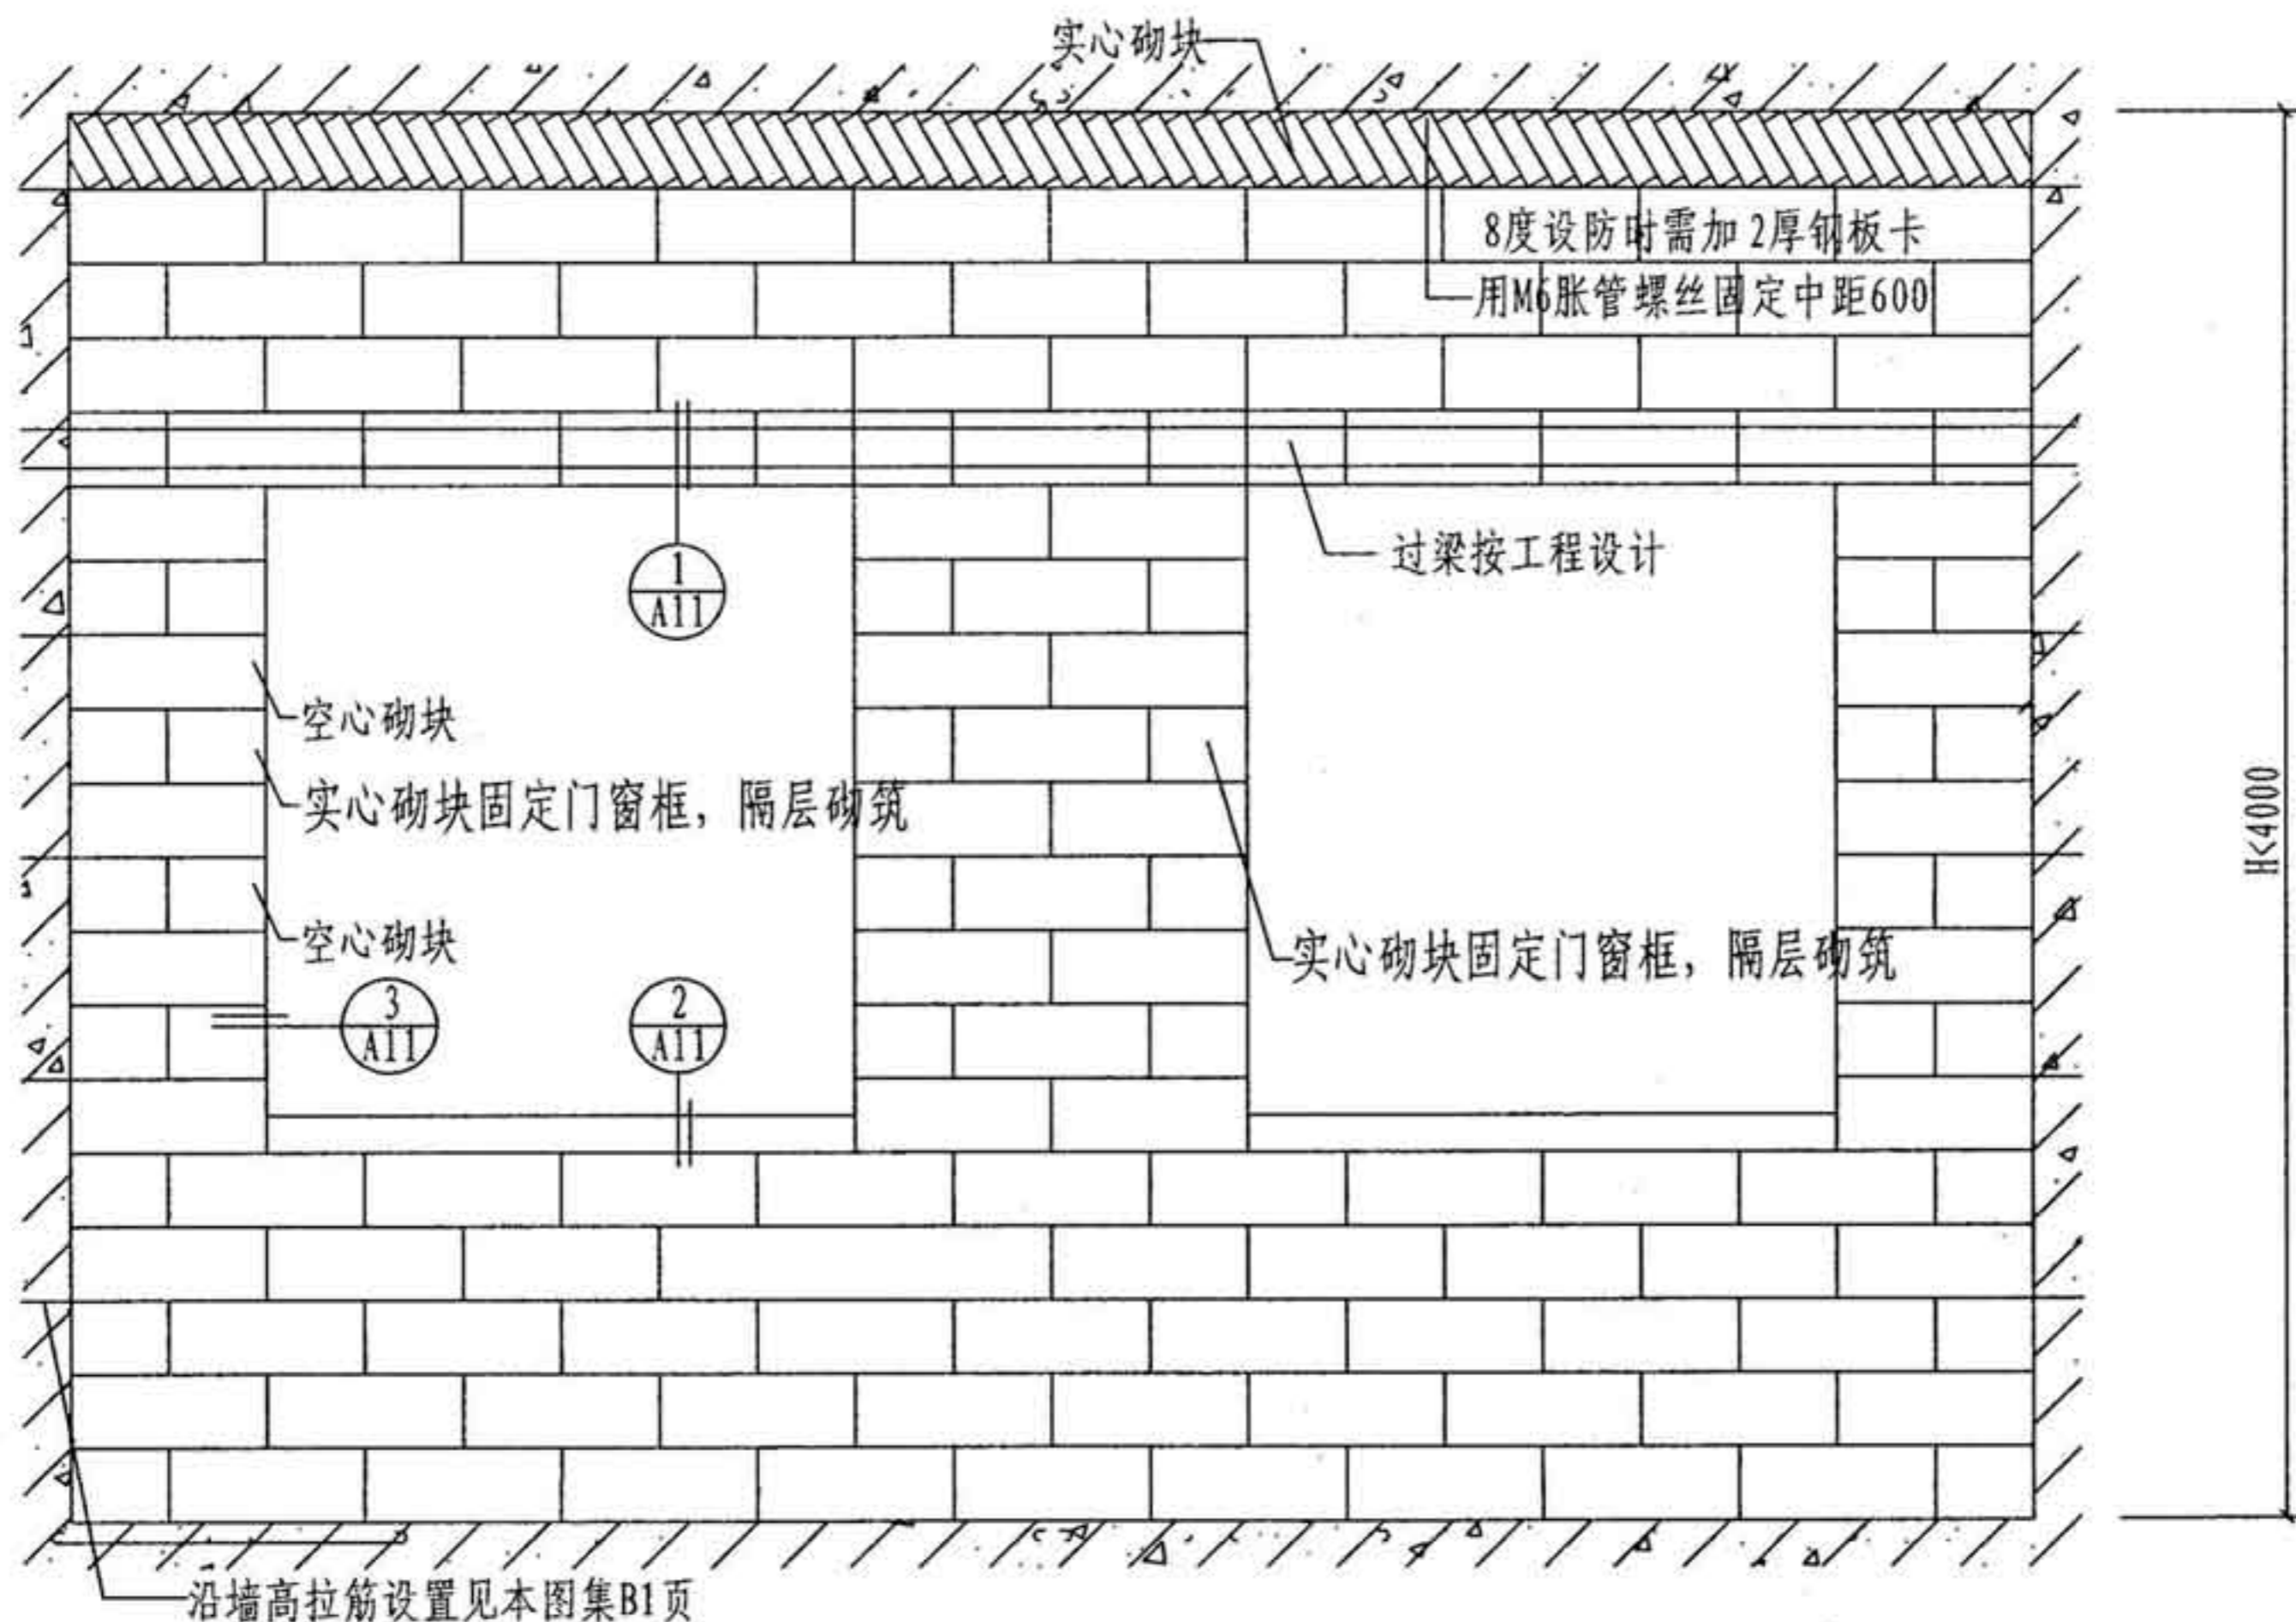 实心砌块
8度设防时需加2厚钢板卡
用M6胀管螺丝固定中距600
过梁按工程设计
1
A11
空心砌块
实心砌块固定门窗框，隔层砌筑
空心砌块
实心砌块固定门窗框，隔层砌筑
3
A11
2
A11
H<4000
沿墙高拉筋设置见本图集B1页